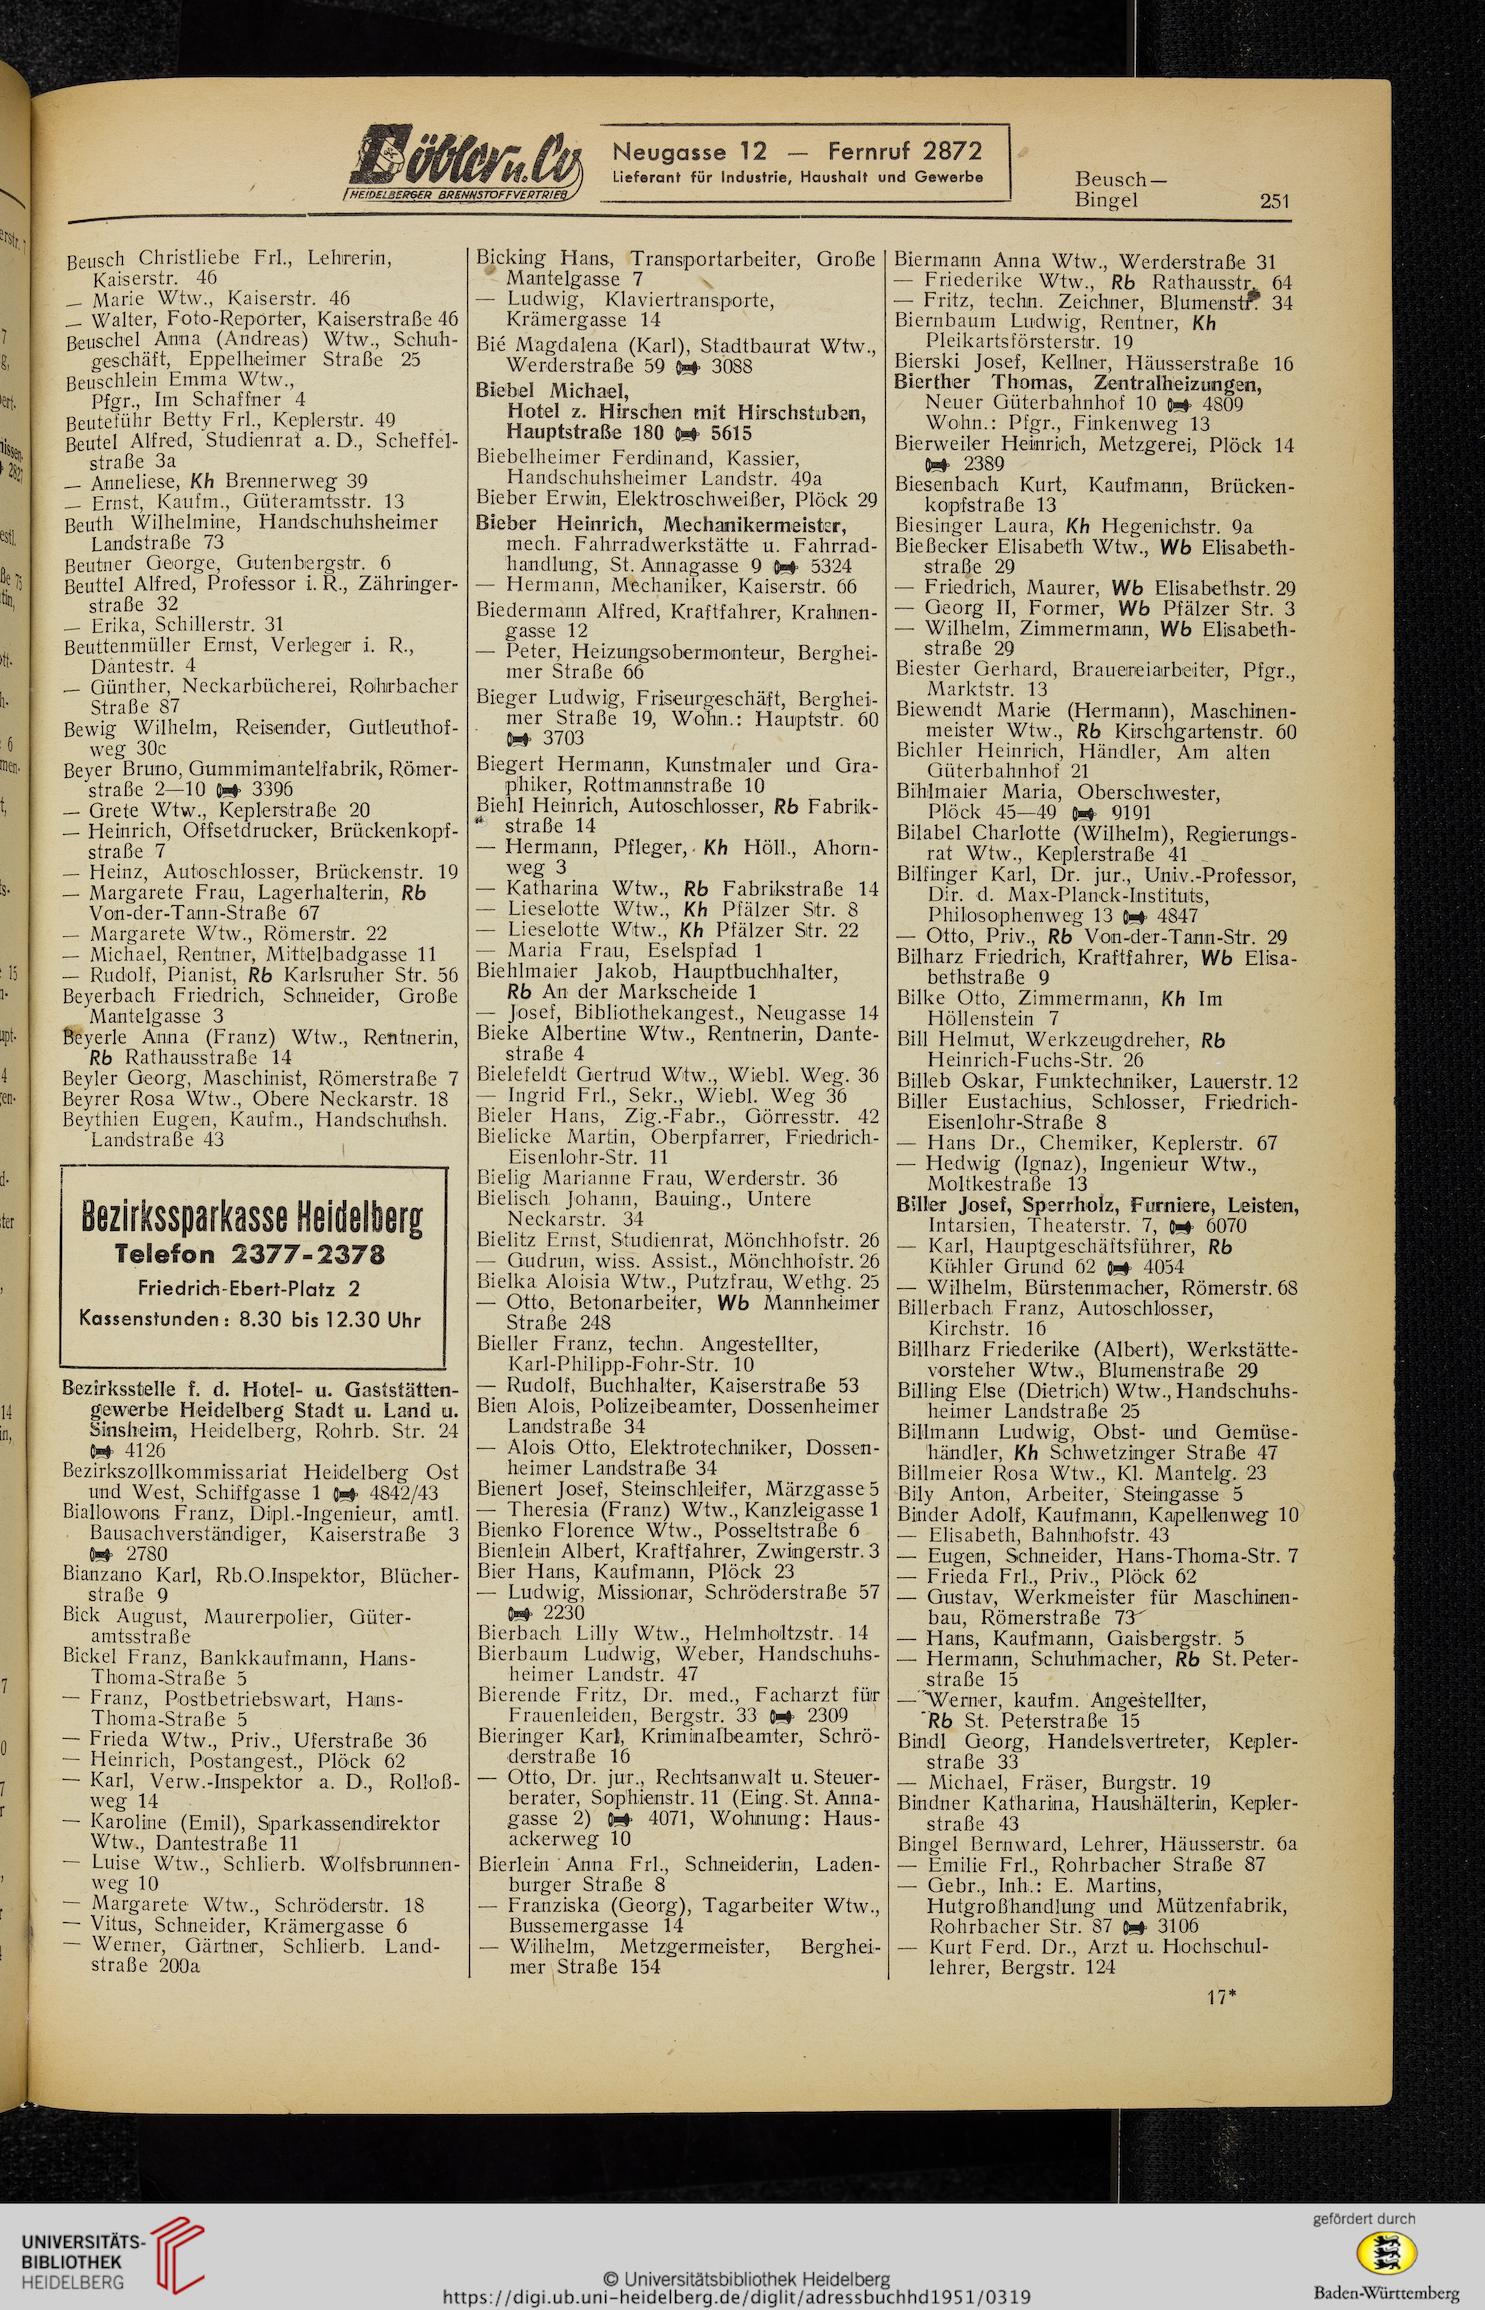 Döbler u. Co
HEIDELBERGER BRENNSTOFFVERTRIEB
Neugasse 12 — Fernruf 2872
Lieferant für Industrie, Haushalt und Gewerbe
Beusch—
Bingel 251
Beusch Christliebe Frl., Lehrerin,
Kaiserstr. 46
— Marie Wtw., Kaiserstr. 46
— Walter, Foto-Reporter, Kaiserstraße 46
Beuschel Anna (Andreas) Wtw., Schuh-
geschäft, Eppelheimer Straße 25
Beuschlein Emma Wtw.,
Pfgr., Im Schaffner 4
Beuteführ Betty Frl., Keplerstr. 49
Beutel Alfred, Studienrat a. D., Scheffel-
straße 3a
— Anneliese, Kh Brennerweg 39
— Ernst, Kaufm., Güteramtsstr. 13
Beuth Wilhelmine, Handschuhsheimer
Landstraße 73
Beutner George, Gutenbergstr. 6
Beuttel Alfred, Professor i. R., Zähringer-
straße 32
— Erika, Schillerstr. 31
Beuttenmüller Ernst, Verleger i. R.,
Dantestr. 4
— Günther, Neckarbücherei, Rohrbacher
Straße 87
Bewig Wilhelm, Reisender, Gutleuthof-
weg 30c
Beyer Bruno, Gummimantelfabrik, Römer-
straße 2—10 3396
— Grete Wtw., Keplerstraße 20
— Heinrich, Offsetdrucker, Brückenkopf-
straße 7
— Heinz, Autoschlosser, Brückenstr. 19
— Margarete Frau, Lagerhalterin, Rb
Von-der-Tann-Straße 67
— Margarete Wtw., Römerstr. 22
— Michael, Rentner, Mittelbadgasse 11
— Rudolf, Pianist, Rb Karlsruher Str. 56
Beyerbach Friedrich, Schneider, Große
Mantelgasse 3
Beyerle Anna (Franz) Wtw., Rentnerin,
Rb Rathausstraße 14
Beyler Georg, Maschinist, Römerstraße 7
Beyrer Rosa Wtw., Obere Neckarstr. 18
Beythien Eugen, Kaufm., Handschuhsh.
Landstraße 43
Bezirkssparkasse Heidelberg
Telefon 2377-2378
Friedrich-Ebert-Platz 2
Kassenstunden: 8.30 bis 12.30 Uhr
Bezirksstelle f. d. Hotel- u. Gaststätten-
gewerbe Heidelberg Stadt u. Land u.
Sinsheim, Heidelberg, Rohrb. Str. 24
4126
Bezirkszollkommissariat Heidelberg Ost
und West, Schiffgasse 1 4842/43
Biallowons Franz, Dipl.-Ingenieur, amtl.
Bausachverständiger, Kaiserstraße 3
2780
Bianzano Karl, Rb.O.Inspektor, Blücher-
straße 9
Bick August, Maurerpolier, Güter-
amtsstraße
Bickel Franz, Bankkaufmann, Hans-
Thoma-Straße 5
— Franz, Postbetriebswart, Hans-
Thoma-Straße 5
— Frieda Wtw., Priv., Uferstraße 36
— Heinrich, Postangest., Plöck 62
— Karl, Verw.-Inspektor a. D., Rolloß-
weg 14
— Karoline (Emil), Sparkassendirektor
Wtw., Dantestraße 11
— Luise Wtw., Schlierb. Wolfsbrunnen-
weg 10
— Margarete Wtw., Schröderstr. 18
— Vitus, Schneider, Krämergasse 6
— Werner, Gärtner, Schlierb. Land-
straße 200a
Bicking Hans, Transportarbeiter, Große
Mantelgasse 7
— Ludwig, Klaviertransporte,
Krämergasse 14
Bié Magdalena (Karl), Stadtbaurat Wtw.,
Werderstraße 59 3088
Biebel Michael,
Hotel z. Hirschen mit Hirschstuben,
Hauptstraße 180 5615
Biebelheimer Ferdinand, Kassier,
Handschuhsheimer Landstr. 49a
Bieber Erwin, Elektroschweißer, Plöck 29
Bieber Heinrich, Mechanikermeister,
mech. Fahrradwerkstätte u. Fahrrad-
handlung, St. Annagasse 9 5324
— Hermann, Mechaniker, Kaiserstr. 66
Biedermann Alfred, Kraftfahrer, Krahnen-
gasse 12
— Peter, Heizungsobermonteur, Berghei-
mer Straße 66
Bieger Ludwig, Friseurgeschäft, Berghei-
mer Straße 19, Wohn.: Hauptstr. 60
3703
Biegert Hermann, Kunstmaler und Gra-
phiker, Rottmannstraße 10
Biehl Heinrich, Autoschlosser, Rb Fabrik-
straße 14
— Hermann, Pfleger, Kh Höll., Ahorn-
weg 3
— Katharina Wtw., Rb Fabrikstraße 14
— Lieselotte Wtw., Kh Pfälzer Str. 8
— Lieselotte Wtw., Kh Pfälzer Str. 22
— Maria Frau, Eselspfad 1
Biehlmaier Jakob, Hauptbuchhalter,
Rb An der Markscheide 1
— Josef, Bibliothekangest., Neugasse 14
Bieke Albertine Wtw., Rentnerin, Dante-
straße 4
Bielefeldt Gertrud Wtw., Wiebl. Weg. 36
— Ingrid Frl., Sekr., Wiebl. Weg 36
Bieler Hans, Zig.-Fabr., Görresstr. 42
Bielicke Martin, Oberpfarrer, Friedrich-
Eisenlohr-Str. 11
Bielig Marianne Frau, Werderstr. 36
Bielisch Johann, Bauing., Untere
Neckarstr. 34
Bielitz Ernst, Studienrat, Mönchhofstr. 26
— Gudrun, wiss. Assist., Mönchhofstr. 26
Bielka Aloisia Wtw., Putzfrau, Wethg. 25
— Otto, Betonarbeiter, Wb Mannheimer
Straße 248
Bieller Franz, techn. Angestellter,
Karl-Philipp-Fohr-Str. 10
— Rudolf, Buchhalter, Kaiserstraße 53
Bien Alois, Polizeibeamter, Dossenheimer
Landstraße 34
— Alois Otto, Elektrotechniker, Dossen-
heimer Landstraße 34
Bienert Josef, Steinschleifer, Märzgasse 5
— Theresia (Franz) Wtw., Kanzleigasse 1
Bienko Florence Wtw., Posseltstraße 6
Bienlein Albert, Kraftfahrer, Zwingerstr. 3
Bier Hans, Kaufmann, Plöck 23
— Ludwig, Missionar, Schröderstraße 57
2230
Bierbach Lilly Wtw., Helmholtzstr. 14
Bierbaum Ludwig, Weber, Handschuhs-
heimer Landstr. 47
Bierende Fritz, Dr. med., Facharzt für
Frauenleiden, Bergstr. 33 2309
Bieringer Karl, Kriminalbeamter, Schrö-
derstraße 16
— Otto, Dr. jur., Rechtsanwalt u. Steuer-
berater, Sophienstr. 11 (Eing. St. Anna-
gasse 2) 4071, Wohnung: Haus-
ackerweg 10
Bierlein Anna Frl., Schneiderin, Laden-
burger Straße 8
— Franziska (Georg), Tagarbeiter Wtw.,
Bussemergasse 14
— Wilhelm, Metzgermeister, Berghei-
mer Straße 154
Biermann Anna Wtw., Werderstraße 31
— Friederike Wtw., Rb Rathausstr. 64
— Fritz, techn. Zeichner, Blumenstr. 34
Biernbaum Ludwig, Rentner, Kh
Pleikartsförsterstr. 19
Bierski Josef, Kellner, Häusserstraße 16
Bierther Thomas, Zentralheizungen,
Neuer Güterbahnhof 10 4809
Wohn.: Pfgr., Finkenweg 13
Bierweiler Heinrich, Metzgerei, Plöck 14
2389
Biesenbach Kurt, Kaufmann, Brücken-
kopfstraße 13
Biesinger Laura, Kh Hegenichstr. 9a
Bießecker Elisabeth Wtw., Wb Elisabeth-
straße 29
— Friedrich, Maurer, Wb Elisabethstr. 29
— Georg II, Former, Wb Pfälzer Str. 3
— Wilhelm, Zimmermann, Wb Elisabeth-
straße 29
Biester Gerhard, Brauereiarbeiter, Pfgr.,
Marktstr. 13
Biewendt Marie (Hermann), Maschinen-
meister Wtw., Rb Kirschgartenstr. 60
Bichler Heinrich, Händler, Am alten
Güterbahnhof 21
Bihlmaier Maria, Oberschwester,
Plöck 45—49 9191
Bilabel Charlotte (Wilhelm), Regierungs-
rat Wtw., Keplerstraße 41
Bilfinger Karl, Dr. jur., Univ.-Professor,
Dir. d. Max-Planck-Instituts,
Philosophenweg 13 4847
— Otto, Priv., Rb Von-der-Tann-Str. 29
Bilharz Friedrich, Kraftfahrer, Wb Elisa-
bethstraße 9
Bilke Otto, Zimmermann, Kh Im
Höllenstein 7
Bill Helmut, Werkzeugdreher, Rb
Heinrich-Fuchs-Str. 26
Billeb Oskar, Funktechniker, Lauerstr. 12
Biller Eustachius, Schlosser, Friedrich-
Eisenlohr-Straße 8
— Hans Dr., Chemiker, Keplerstr. 67
— Hedwig (Ignaz), Ingenieur Wtw.,
Moltkestraße 13
Biller Josef, Sperrholz, Furniere, Leisten,
Intarsien, Theaterstr. 7, 6070
— Karl, Hauptgeschäftsführer, Rb
Kühler Grund 62 4054
— Wilhelm, Bürstenmacher, Römerstr. 68
Billerbach Franz, Autoschlosser,
Kirchstr. 16
Billharz Friederike (Albert), Werkstätte-
vorsteher Wtw., Blumenstraße 29
Billing Else (Dietrich) Wtw., Handschuhs-
heimer Landstraße 25
Billmann Ludwig, Obst- und Gemüse-
händler, Kh Schwetzinger Straße 47
Billmeier Rosa Wtw., Kl. Mantelg. 23
Bily Anton, Arbeiter, Steingasse 5
Binder Adolf, Kaufmann, Kapellenweg 10
— Elisabeth, Bahnhofstr. 43
— Eugen, Schneider, Hans-Thoma-Str. 7
— Frieda Frl., Priv., Plöck 62
— Gustav, Werkmeister für Maschinen-
bau, Römerstraße 73
— Hans, Kaufmann, Gaisbergstr. 5
— Hermann, Schuhmacher, Rb St. Peter-
straße 15
— Werner, kaufm. Angestellter,
Rb St. Peterstraße 15
Bindl Georg, Handelsvertreter, Kepler-
straße 33
— Michael, Fräser, Burgstr. 19
Bindner Katharina, Haushälterin, Kepler-
straße 43
Bingel Bernward, Lehrer, Häusserstr. 6a
— Emilie Frl., Rohrbacher Straße 87
— Gebr., Inh.: E. Martins,
Hutgroßhandlung und Mützenfabrik,
Rohrbacher Str. 87 3106
— Kurt Ferd. Dr., Arzt u. Hochschul-
lehrer, Bergstr. 124
17*
UNIVERSITÄTS-
BIBLIOTHEK
HEIDELBERG
© Universitätsbibliothek Heidelberg
https://digi.ub.uni-heidelberg.de/diglit/adressbuchhd1951/0319
gefördert durch
Baden-Württemberg